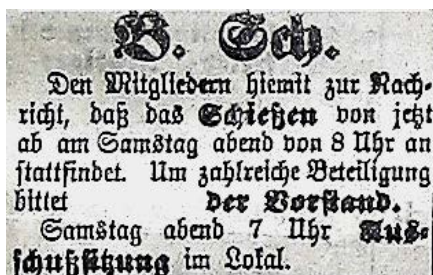 B. Sch.
Den Mitgliedern hiemit zur Nach-
richt, daß das Schießen von jetzt
ab am Samstag abend von 8 Uhr an
stattfindet. Um zahlreiche Beteiligung
bittet der Vorstand.
Samstag abend 7 Uhr Aus-
schußsitzung im Lokal.